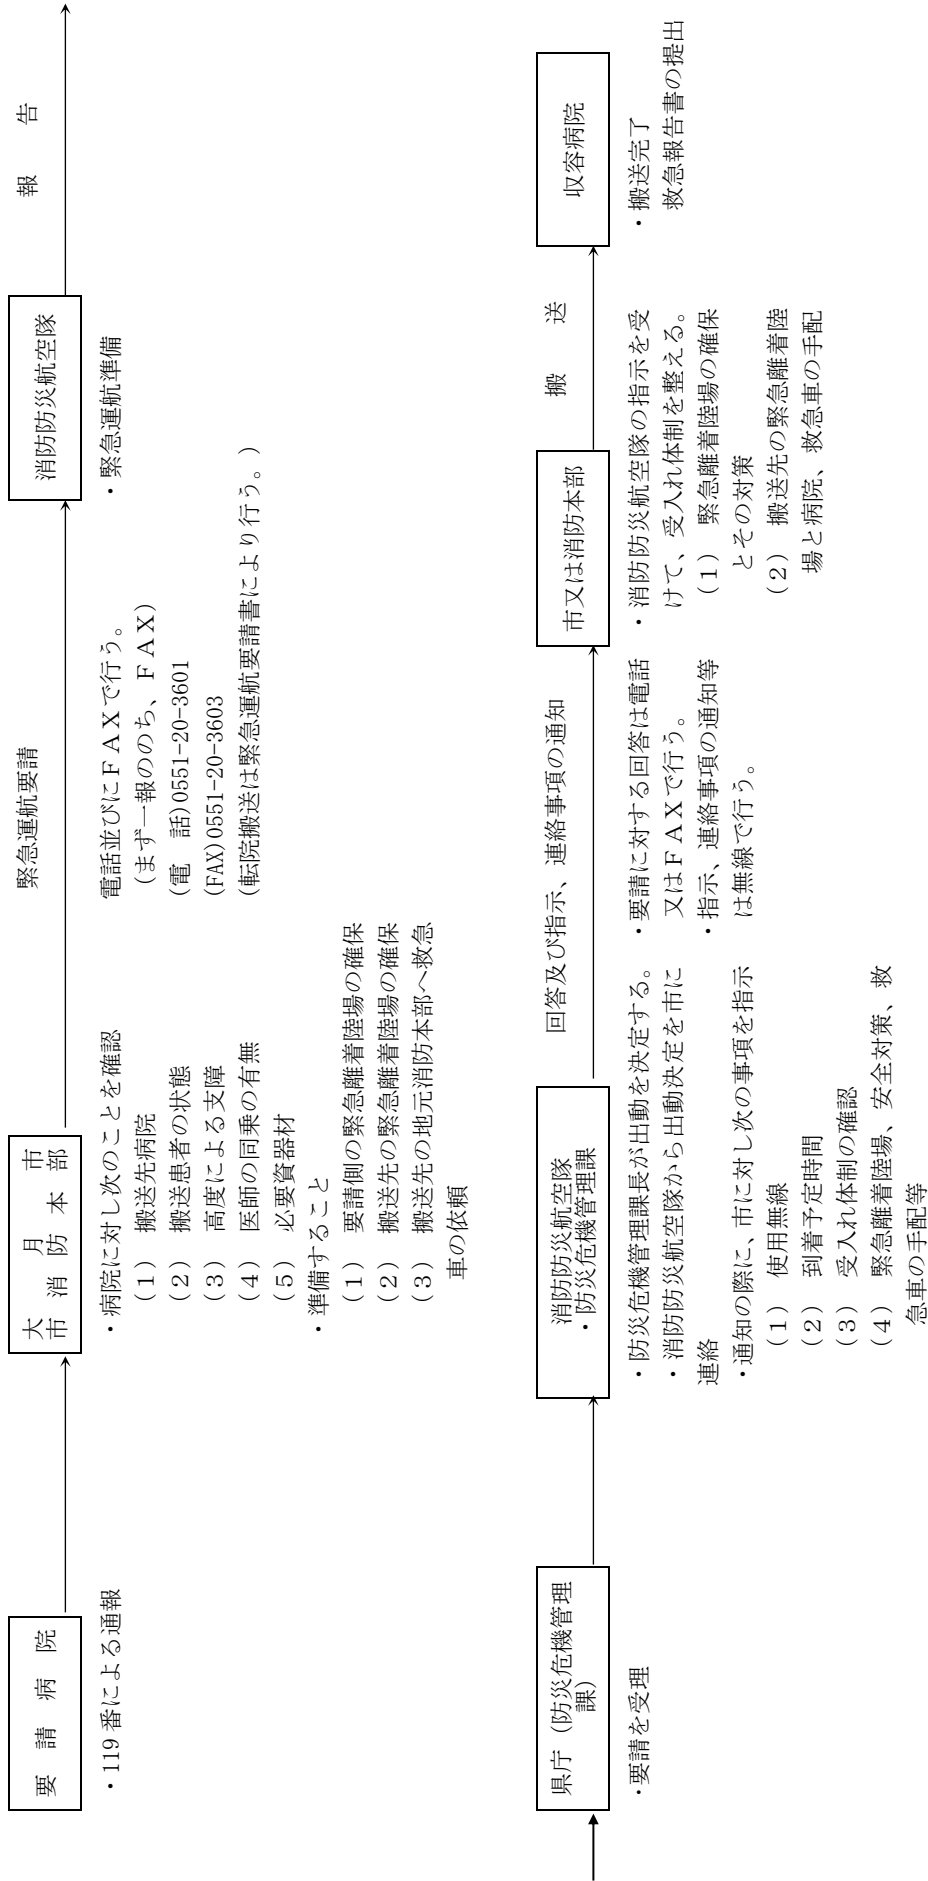 要請病院
・119番による通報
大月市
市消防本部
・病院に対し次のことを確認
(1) 搬送先病院
(2) 搬送患者の状態
(3) 高度による支障
(4) 医師の同乗の有無
(5) 必要資器材
・準備すること
(1) 要請側の緊急離着陸場の確保
(2) 搬送先の緊急離着陸場の確保
(3) 搬送先の地元消防本部へ救急
車の依頼
緊急運航要請
電話並びにＦＡＸで行う。
(まず一報ののち、ＦＡＸ)
(電　話)0551-20-3601
(FAX)0551-20-3603
(転院搬送は緊急運航要請書により行う。)
消防防災航空隊
・緊急運航準備
報　告
県庁（防災危機管理
課）
・要請を受理
消防防災航空隊
・防災危機管理課
・防災危機管理課長が出動を決定する。
・消防防災航空隊から出動決定を市に
連絡
・通知の際に、市に対し次の事項を指示
(1) 使用無線
(2) 到着予定時間
(3) 受入れ体制の確認
(4) 緊急離着陸場、安全対策、救
急車の手配等
回答及び指示、連絡事項の通知
・要請に対する回答は電話
又はＦＡＸで行う。
・指示、連絡事項の通知等
は無線で行う。
市又は消防本部
・消防防災航空隊の指示を受
けて、受入れ体制を整える。
(1) 緊急離着陸場の確保
とその対策
(2) 搬送先の緊急離着陸
場と病院、救急車の手配
搬　送
収容病院
・搬送完了
救急報告書の提出